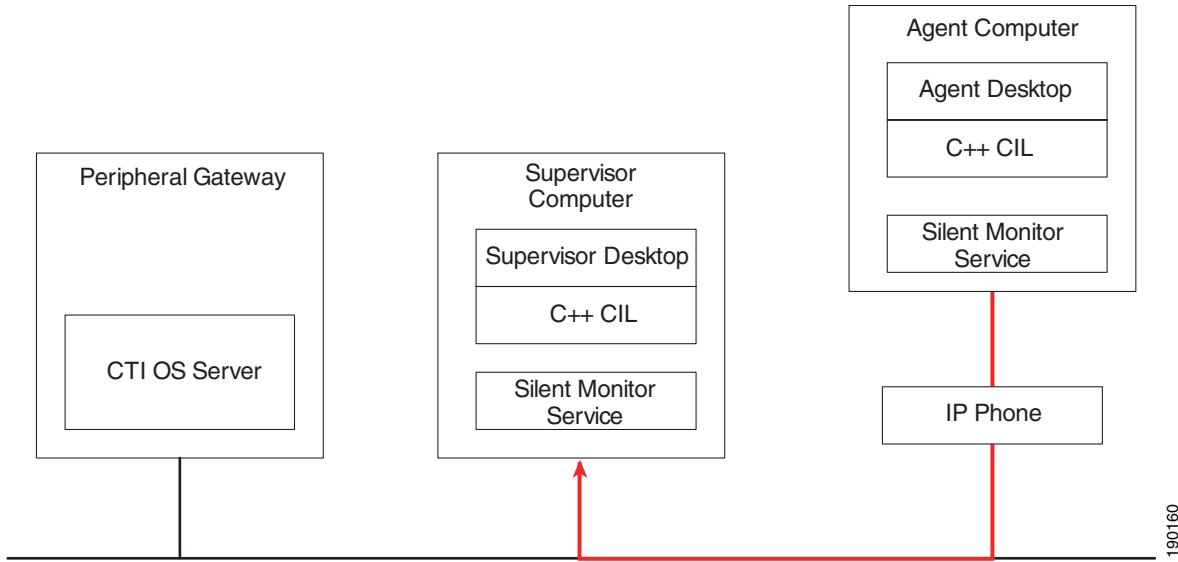 Peripheral Gateway
CTI OS Server
Supervisor
Computer
Supervisor Desktop
C++ CIL
Silent Monitor
Service
Agent Computer
Agent Desktop
C++ CIL
Silent Monitor
Service
IP Phone
190160